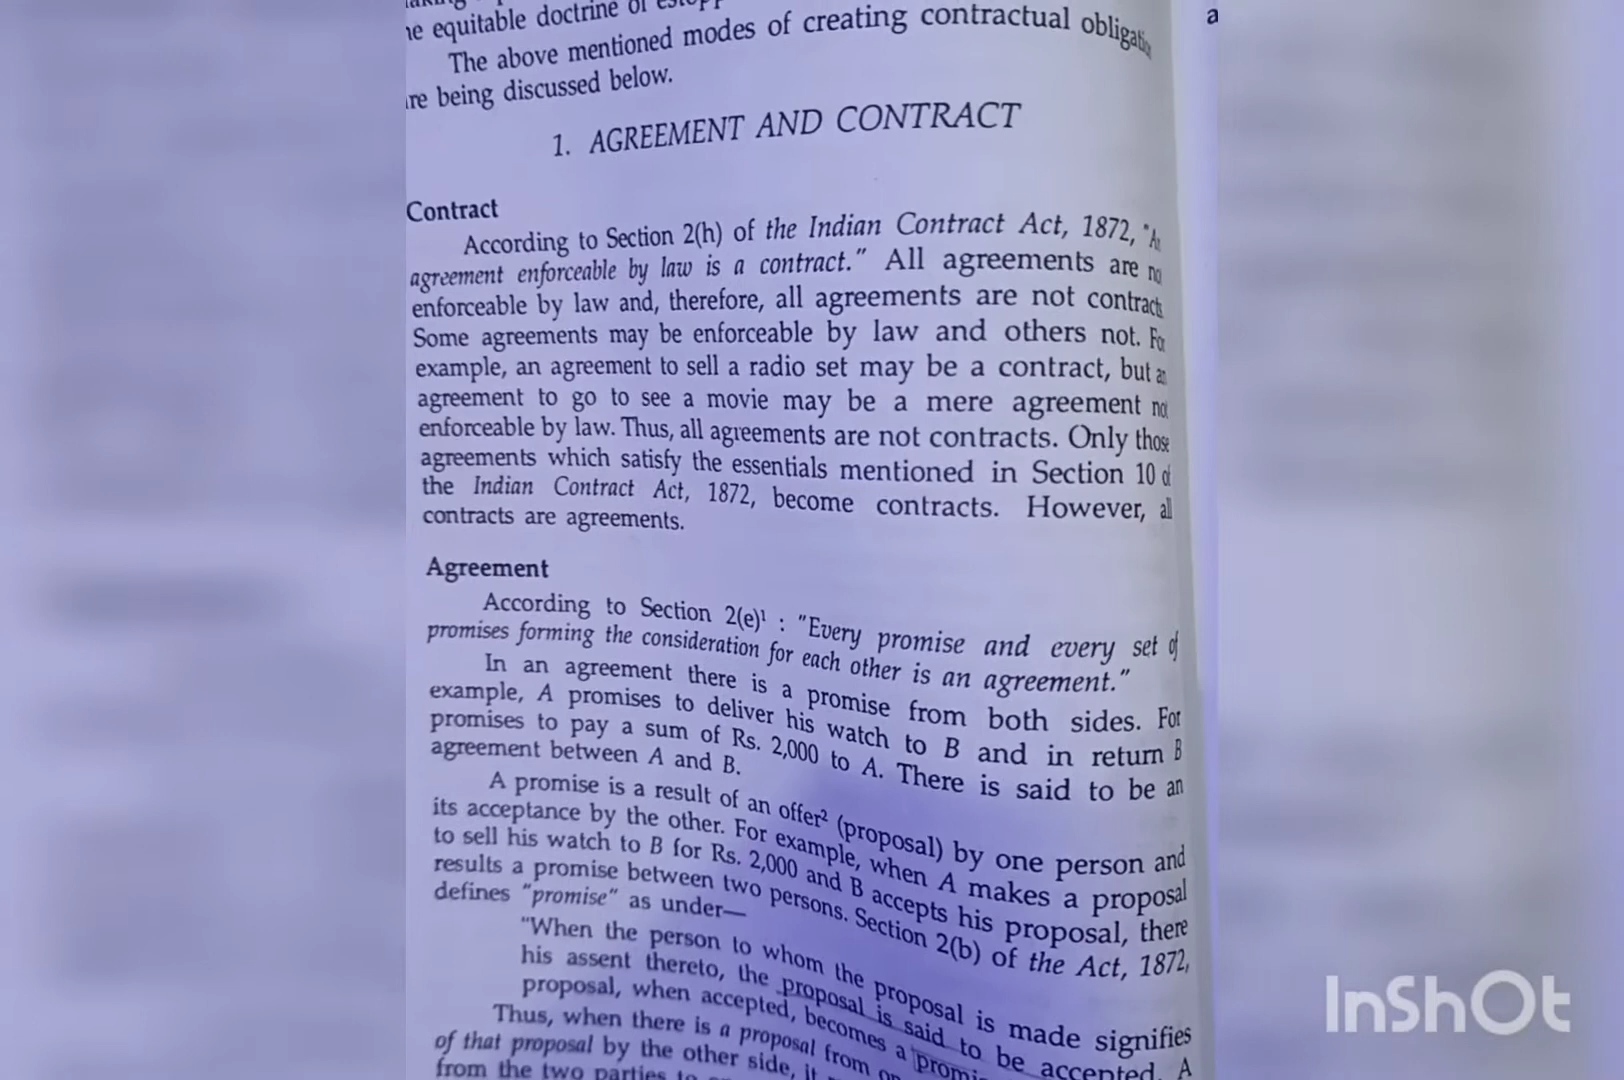 equitable doctrine of
The above mentioned modes of creating contractual
being discussed below.
1. AGREEMENT AND CONTRACT
Contract
According to Section 2(h) of the Indian Contract Act, 1872,
agreement enforceable by law is a contract." All agreements are
enforceable by law and, therefore, all agreements are not
Some agreements may be enforceable by law and others not.
example, an agreement to sell a radio set may be a contract, but
agreement to go to see a movie may be a mere agreement
enforceable by law. Thus, all agreements are not contracts. Only those
agreements which satisfy the essentials mentioned in Section 10
the Indian Contract Act, 1872, become contracts. However, all
contracts are agreements.
Agreement
According to Section 2(e)¹ : "Every promise and every set of
promises forming the consideration for each other is an agreement."
In an agreement there is a promise from both sides. For
example, A promises to deliver his watch to B and in return B
promises to pay a sum of Rs. 2,000 to A. There is said to be an
agreement between A and B.
A promise is a result of an offer² (proposal) by one person and
its acceptance by the other. For example, when A makes a proposal
to sell his watch to B for Rs. 2,000 and B accepts his proposal, there
results a promise between two persons. Section 2(b) of the Act, 1872,
defines "promise" as under—
"When the person to whom the proposal is made signifies
his assent thereto, the proposal is said to be accepted. A
proposal, when accepted, becomes a
Thus, when there is a proposal from
of that proposal by the other side, it
from the two parties to
a
InShOt